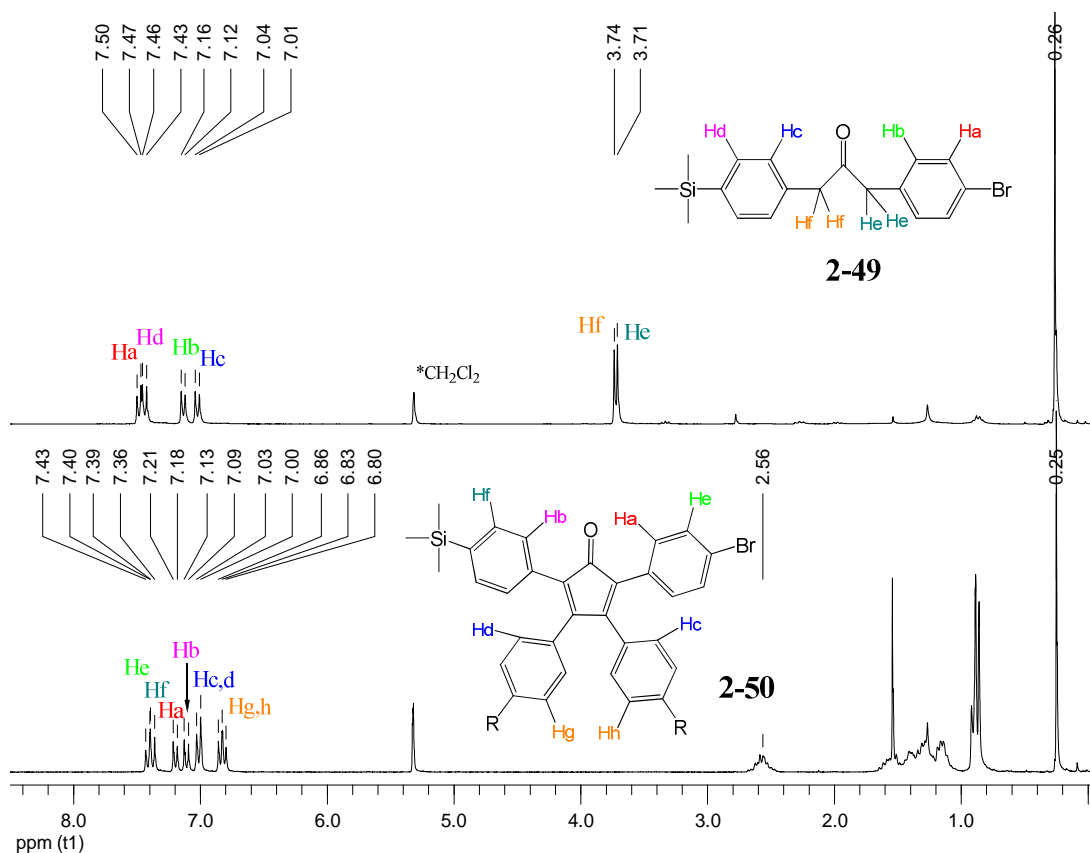 7.50 7.47 7.46 7.43 7.16 7.12 7.04 7.01 3.74 3.71 0.26
O
Hd Hc Hb Ha
Si Br
Hf Hf He He
2-49
Ha Hd Hb Hc *CH₂Cl₂ Hf He
7.43 7.40 7.39 7.36 7.21 7.18 7.13 7.09 7.03 7.00 6.86 6.83 6.80 2.56 0.25
Hf Hb O Ha He
Si Br
Hd Hc
2-50
R R
Hg Hh
He Hf Ha Hb Hc,d Hg,h
8.0 7.0 6.0 5.0 4.0 3.0 2.0 1.0
ppm (t1)